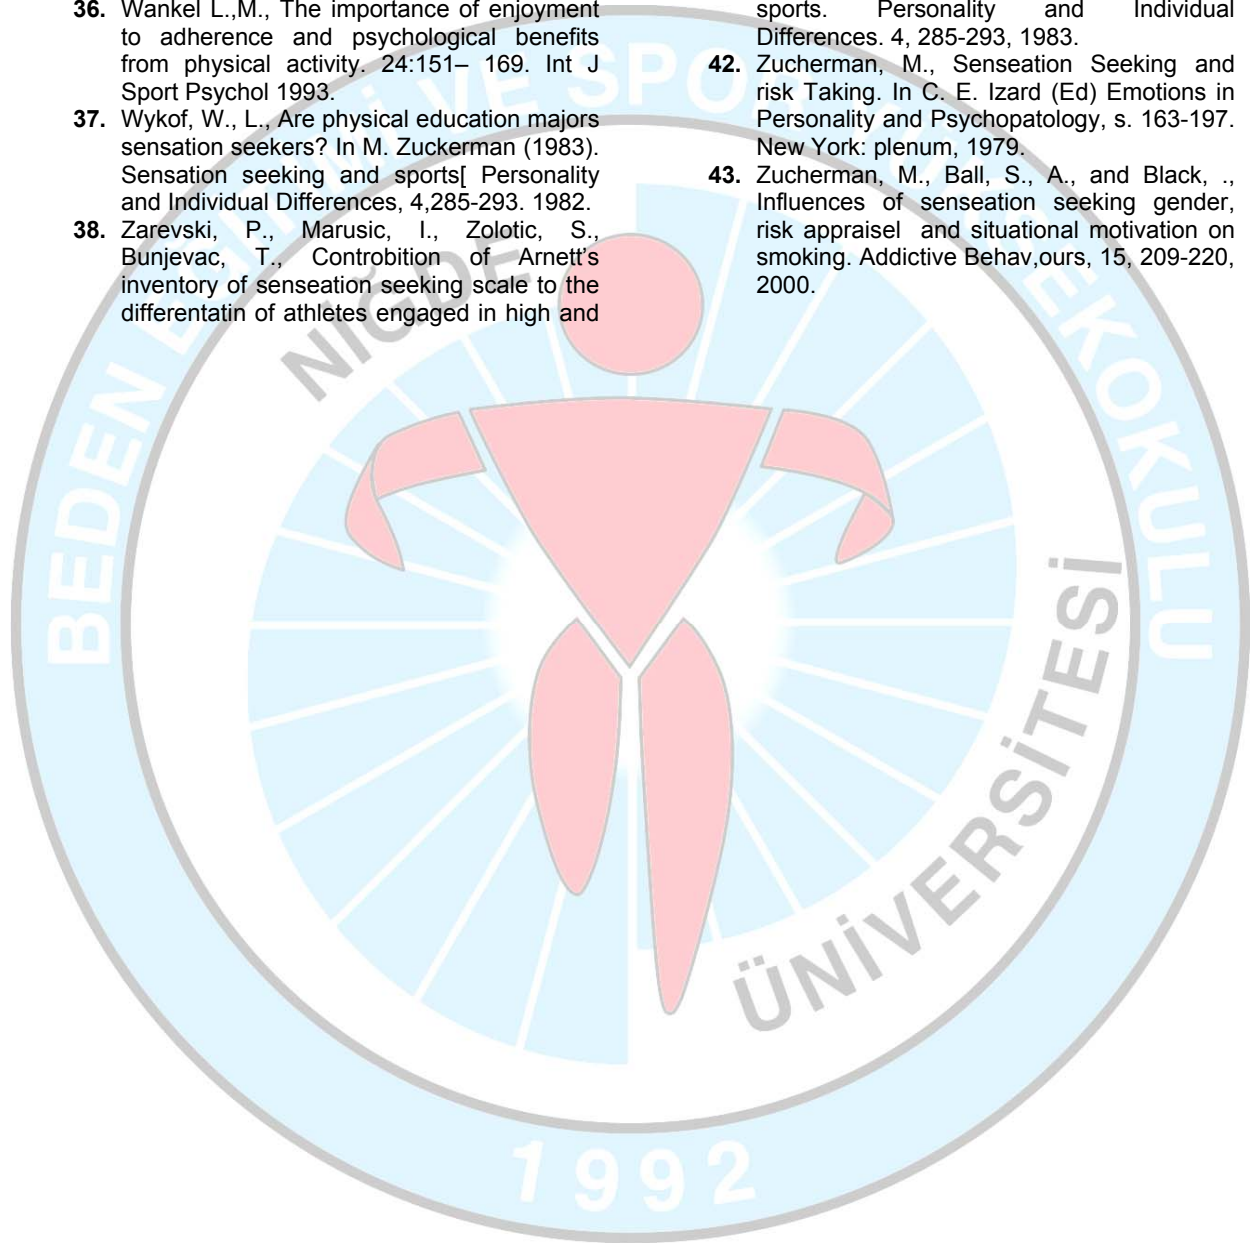 36. Wankel L.,M., The importance of enjoyment
to adherence and psychological benefits
from physical activity. 24:151– 169. Int J
Sport Psychol 1993.
37. Wykof, W., L., Are physical education majors
sensation seekers? In M. Zuckerman (1983).
Sensation seeking and sports[ Personality
and Individual Differences, 4,285-293. 1982.
38. Zarevski, P., Marusic, I., Zolotic, S.,
Bunjevac, T., Controbition of Arnett’s
inventory of senseation seeking scale to the
differentatin of athletes engaged in high and
sports. Personality and Individual
Differences. 4, 285-293, 1983.
42. Zucherman, M., Senseation Seeking and
risk Taking. In C. E. Izard (Ed) Emotions in
Personality and Psychopatology, s. 163-197.
New York: plenum, 1979.
43. Zucherman, M., Ball, S., A., and Black, .,
Influences of senseation seeking gender,
risk appraisel and situational motivation on
smoking. Addictive Behav,ours, 15, 209-220,
2000.
BEDEN EĞİTİMİ VE SPOR YÜKSEKOKULU
NİĞDE
ÜNİVERSİTESİ
1992